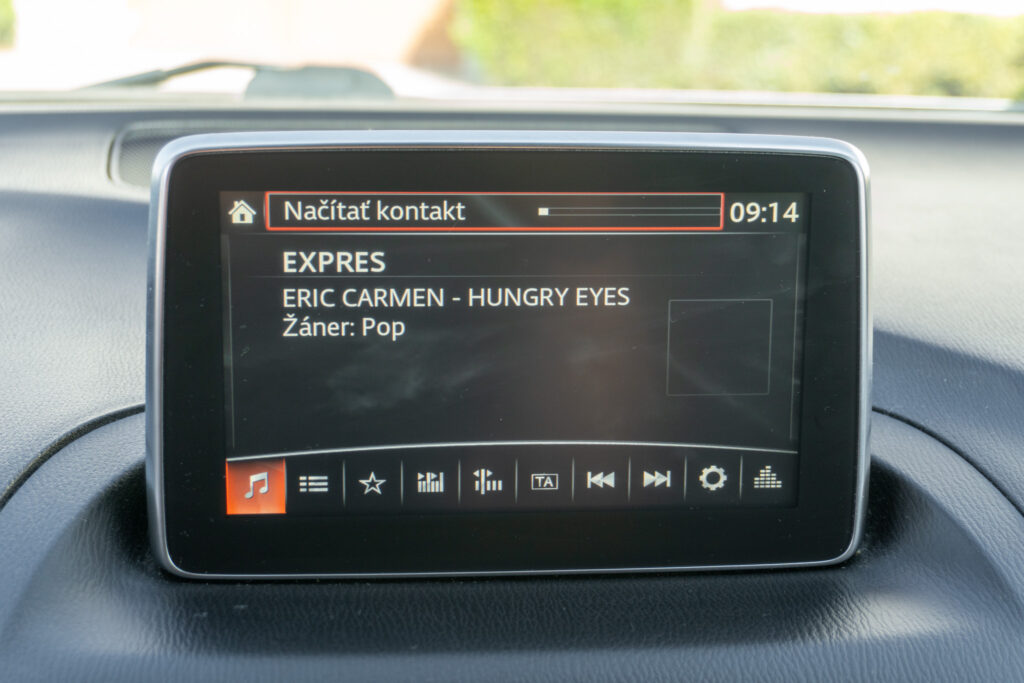 Načítať kontakt
09:14
EXPRES
ERIC CARMEN - HUNGRY EYES
Žáner: Pop
TA